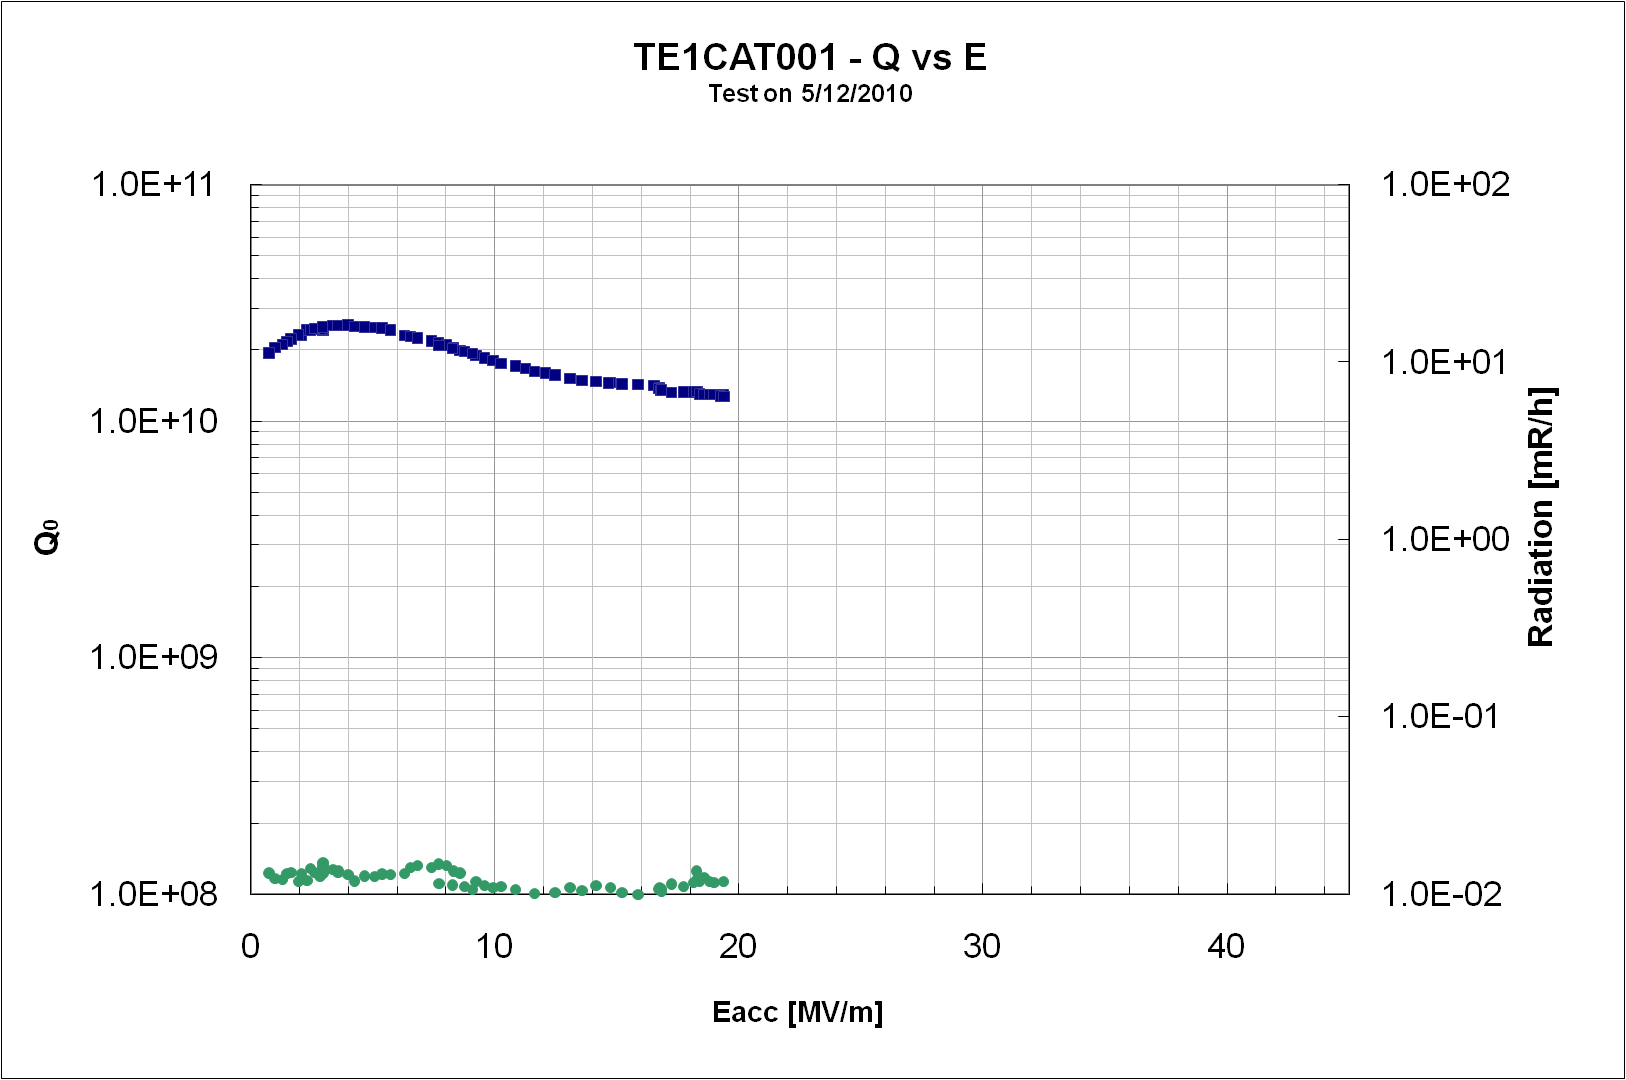 TE1CAT001 - Q vs E
Test on 5/12/2010
1.0E+11
1.0E+10
1.0E+09
1.0E+08
Q0
1.0E+02
1.0E+01
1.0E+00
1.0E-01
1.0E-02
Radiation [mR/h]
0 10 20 30 40
Eacc [MV/m]